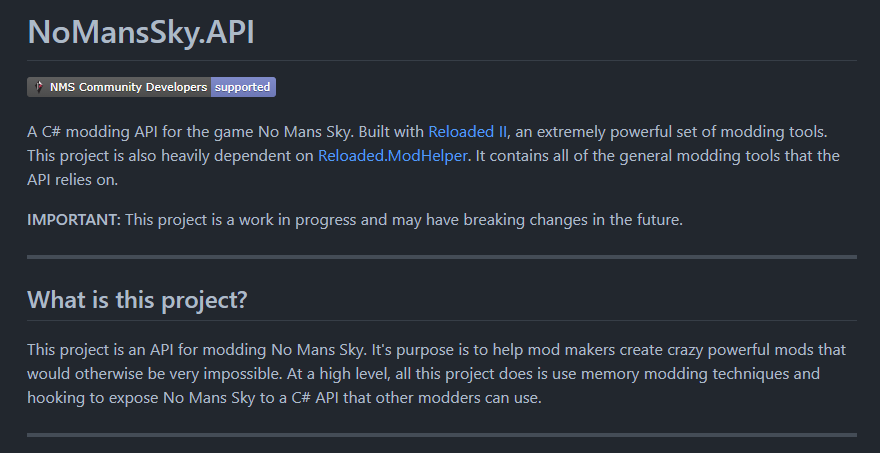 NoMansSky.API
NMS Community Developers supported
A C# modding API for the game No Mans Sky. Built with Reloaded II, an extremely powerful set of modding tools.
This project is also heavily dependent on Reloaded.ModHelper. It contains all of the general modding tools that the
API relies on.
IMPORTANT: This project is a work in progress and may have breaking changes in the future.
What is this project?
This project is an API for modding No Mans Sky. It's purpose is to help mod makers create crazy powerful mods that
would otherwise be very impossible. At a high level, all this project does is use memory modding techniques and
hooking to expose No Mans Sky to a C# API that other modders can use.